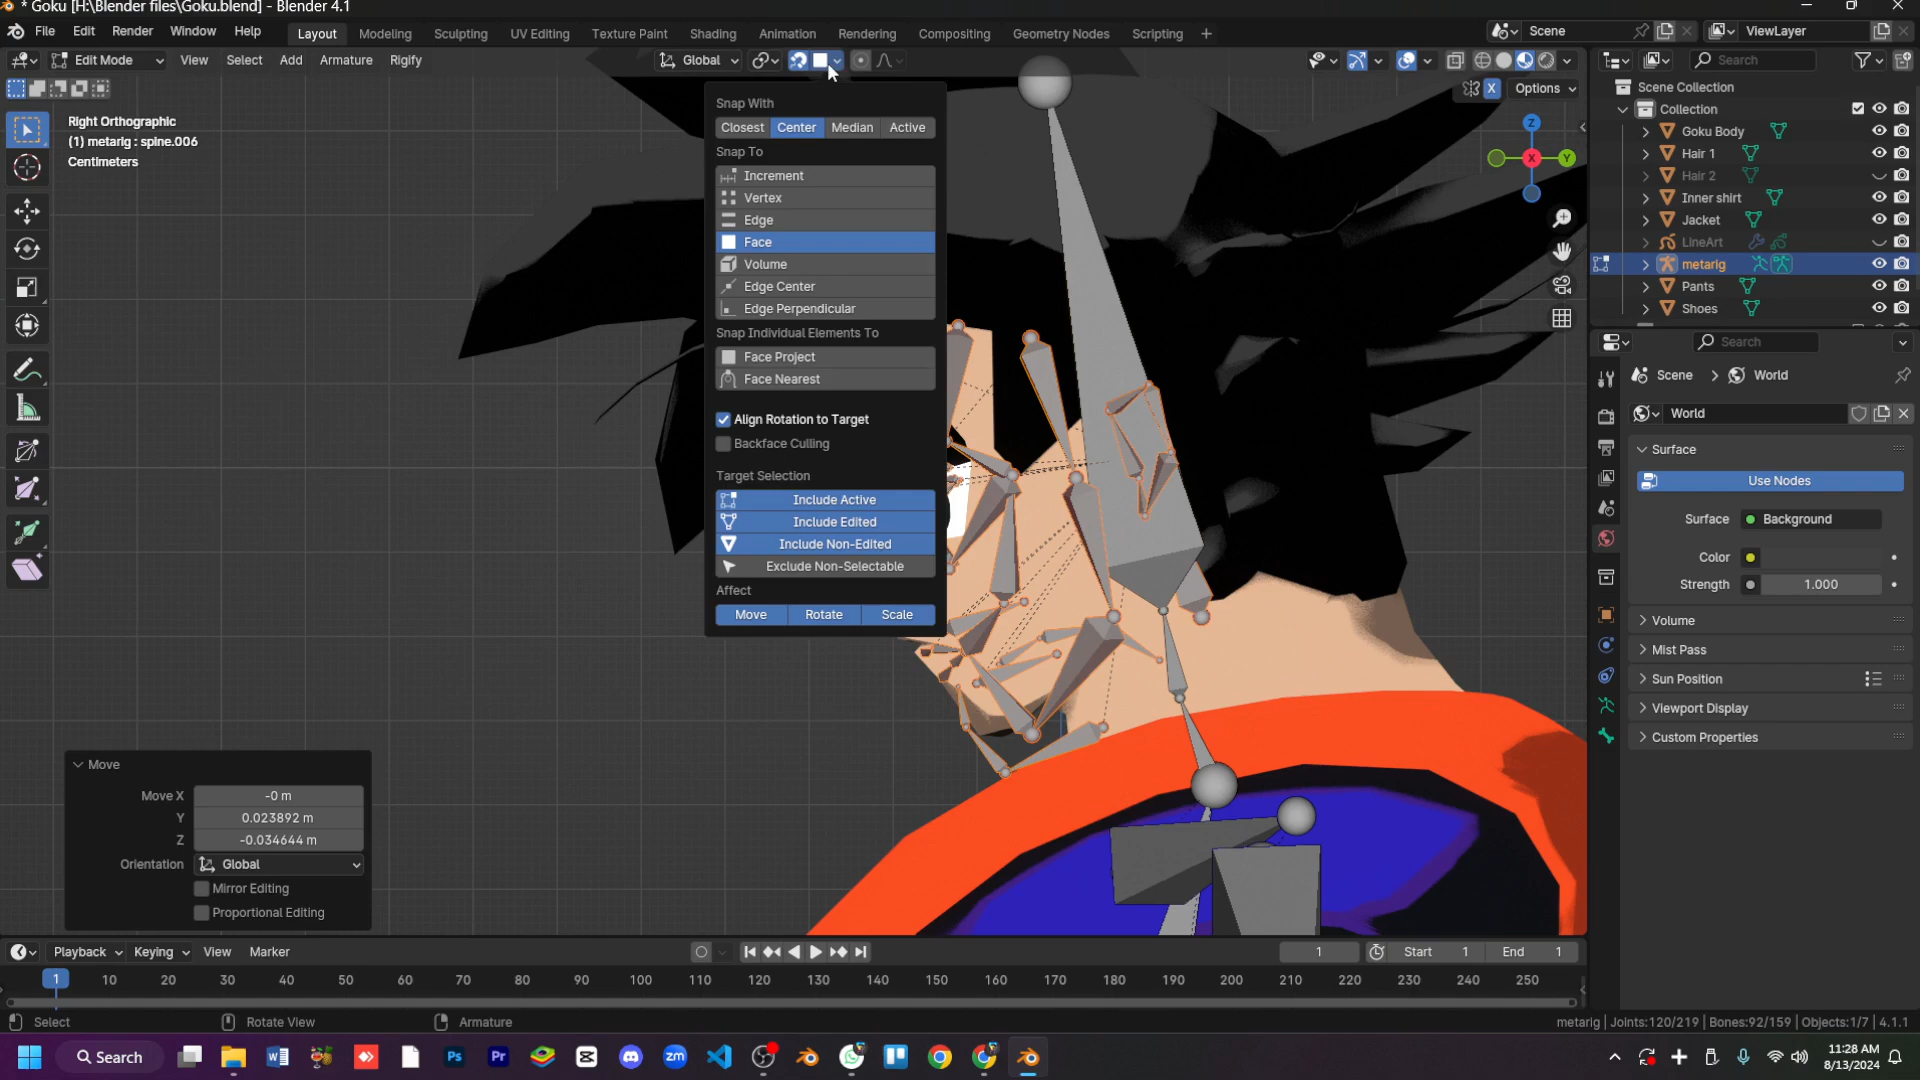 * Goku [H:\Blender files\Goku.blend] - Blender 4.1
File Edit Render Window Help
Layout Modeling Sculpting UV Editing Texture Paint Shading Animation Rendering Compositing Geometry Nodes Scripting +
Scene
ViewLayer
Edit Mode View Select Add Armature Rigify
Global
Search
X Options
Right Orthographic
(1) metarig : spine.006
Centimeters
Snap With
Closest Center Median Active
Snap To
Increment
Vertex
Edge
Face
Volume
Edge Center
Edge Perpendicular
Snap Individual Elements To
Face Project
Face Nearest
Align Rotation to Target
Backface Culling
Target Selection
Include Active
Include Edited
Include Non-Edited
Exclude Non-Selectable
Affect
Move Rotate Scale
Z
X
Y
Scene Collection
Collection
Goku Body
Hair 1
Hair 2
Inner shirt
Jacket
LineArt
metarig
Pants
Shoes
Search
Scene > World
World
Surface
Use Nodes
Surface Background
Color
Strength 1.000
Volume
Mist Pass
Sun Position
Viewport Display
Custom Properties
Move
Move X -0 m
Y 0.023892 m
Z -0.034644 m
Orientation Global
Mirror Editing
Proportional Editing
Playback Keying View Marker
1
Start 1
End 1
1 10 20 30 40 50 60 70 80 90 100 110 120 130 140 150 160 170 180 190 200 210 220 230 240 250
Select
Rotate View
Armature
metarig | Joints:120/219 | Bones:92/159 | Objects:1/7 | 4.1.1
Search
Ps
Pr
zm
11:28 AM
8/13/2024